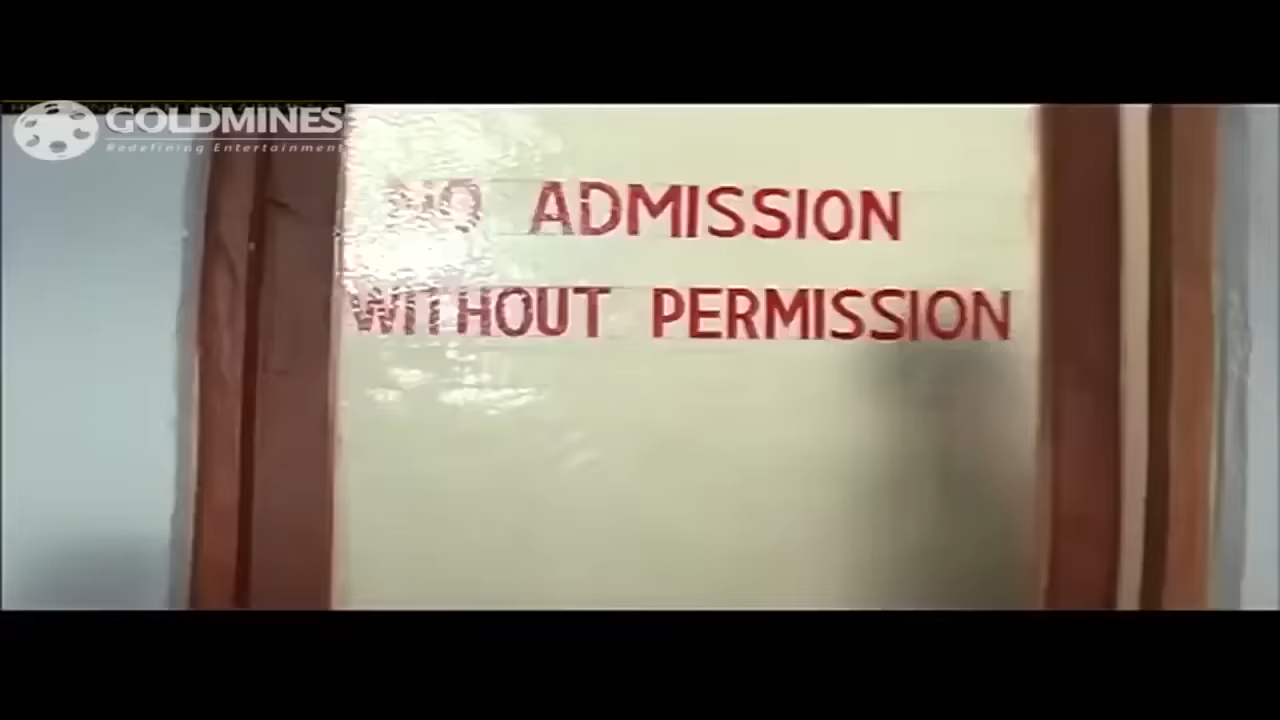 GOLDMINES
Redefining Entertainment
NO ADMISSION
WITHOUT PERMISSION